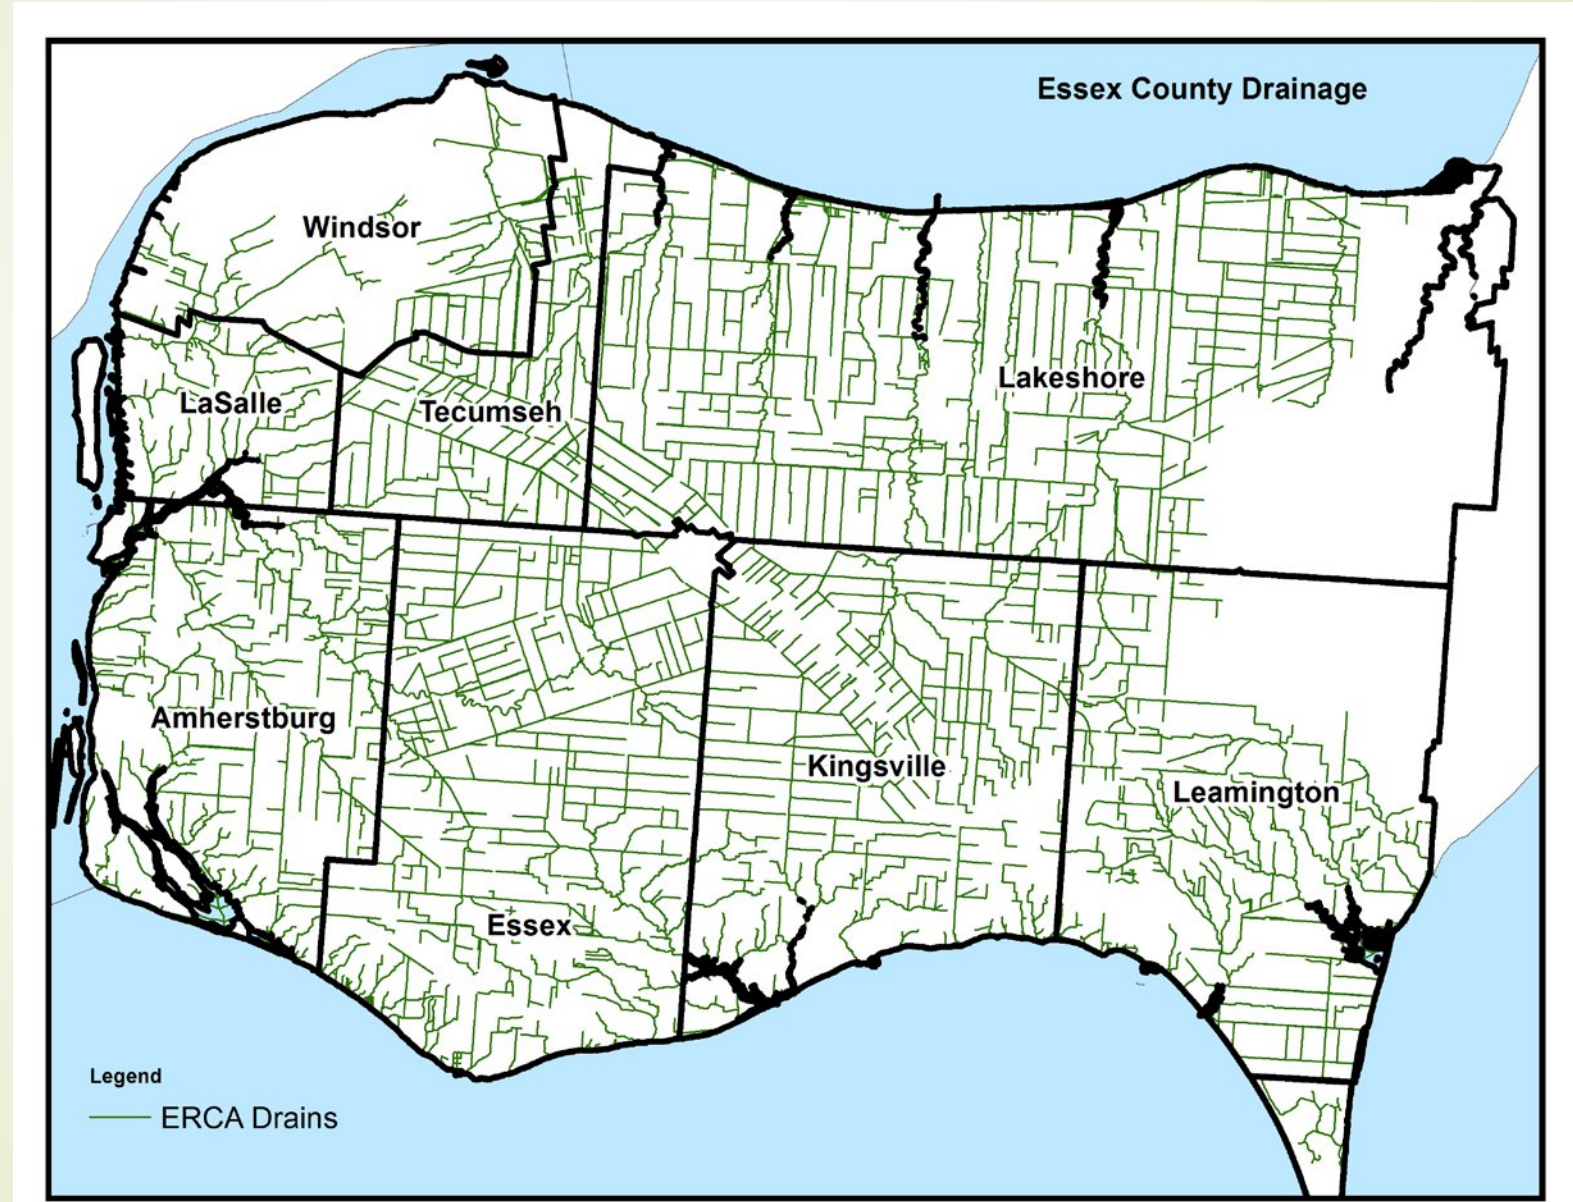 Essex County Drainage
Windsor
Lakeshore
LaSalle
Tecumseh
Amherstburg
Kingsville
Leamington
Essex
Legend
ERCA Drains